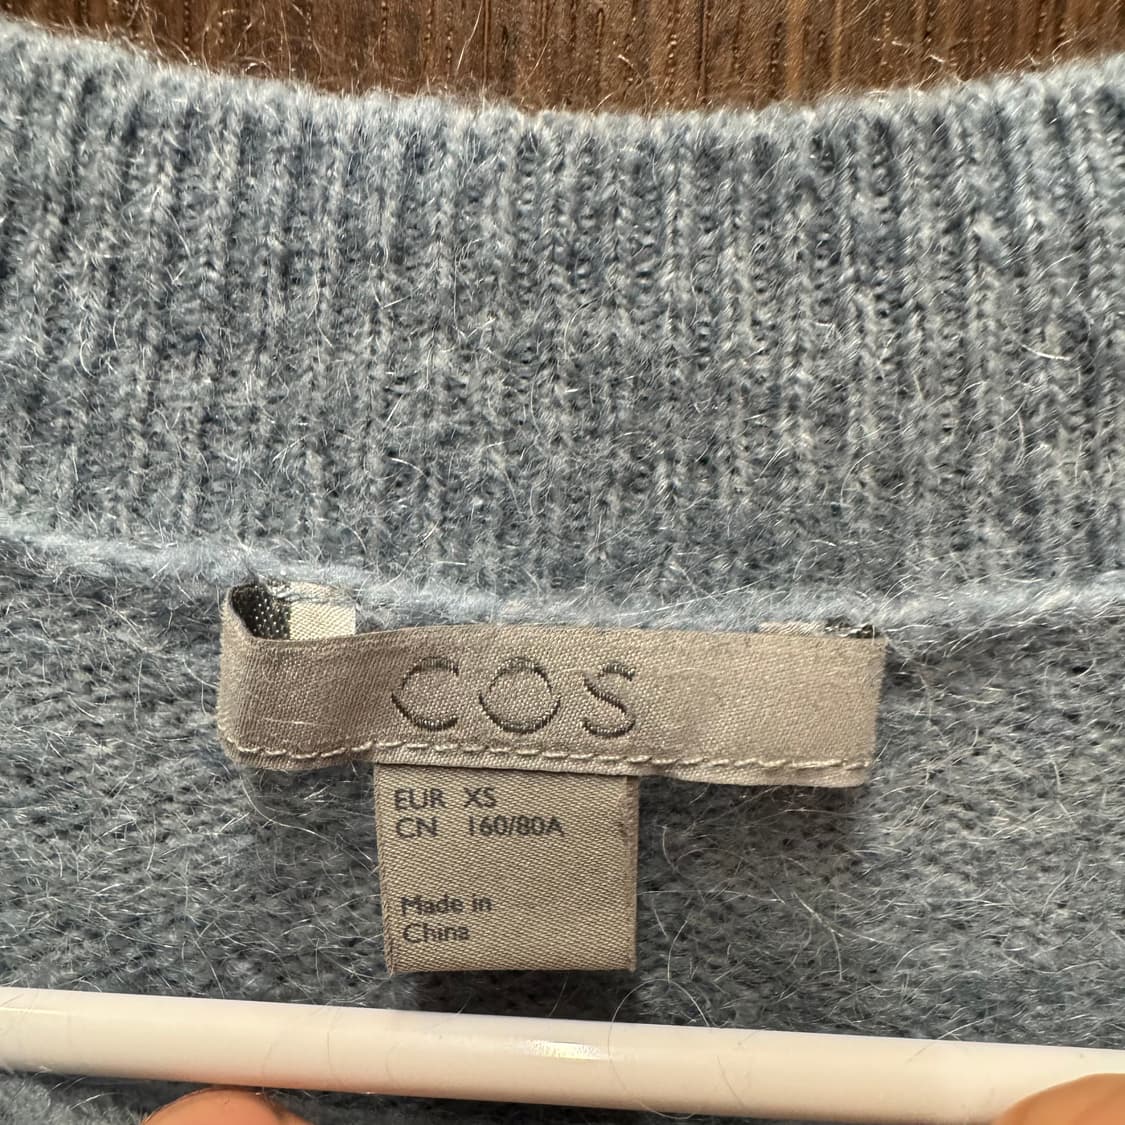 COS
EUR XS
CN 160/80A
Made in
China